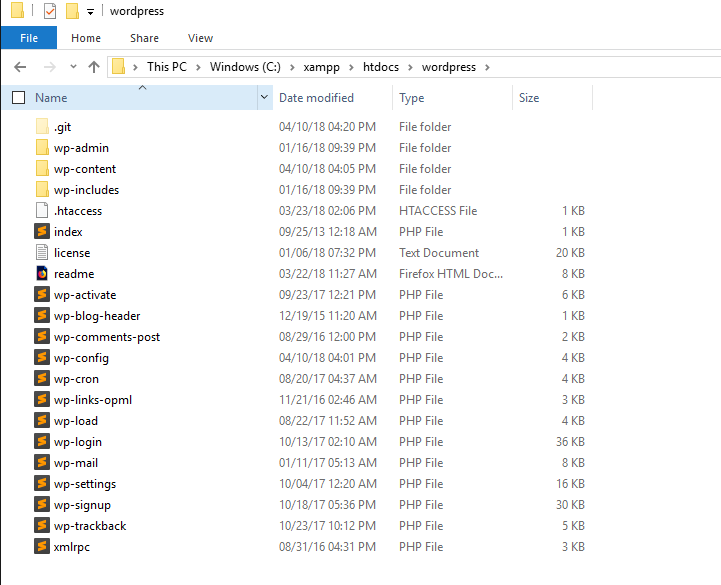 wordpress
File Home Share View
This PC Windows (C:) xampp htdocs wordpress
Name Date modified Type Size
.git 04/10/18 04:20 PM File folder
wp-admin 01/16/18 09:39 PM File folder
wp-content 04/10/18 04:05 PM File folder
wp-includes 01/16/18 09:39 PM File folder
.htaccess 03/23/18 02:06 PM HTACCESS File 1 KB
index 09/25/13 12:18 AM PHP File 1 KB
license 01/06/18 07:32 PM Text Document 20 KB
readme 03/22/18 11:27 AM Firefox HTML Doc... 8 KB
wp-activate 09/23/17 12:21 PM PHP File 6 KB
wp-blog-header 12/19/15 11:20 AM PHP File 1 KB
wp-comments-post 08/29/16 12:00 PM PHP File 2 KB
wp-config 04/10/18 04:01 PM PHP File 4 KB
wp-cron 08/20/17 04:37 AM PHP File 4 KB
wp-links-opml 11/21/16 02:46 AM PHP File 3 KB
wp-load 08/22/17 11:52 AM PHP File 4 KB
wp-login 10/13/17 02:10 AM PHP File 36 KB
wp-mail 01/11/17 05:13 AM PHP File 8 KB
wp-settings 10/04/17 12:20 AM PHP File 16 KB
wp-signup 10/18/17 05:36 PM PHP File 30 KB
wp-trackback 10/23/17 10:12 PM PHP File 5 KB
xmlrpc 08/31/16 04:31 PM PHP File 3 KB